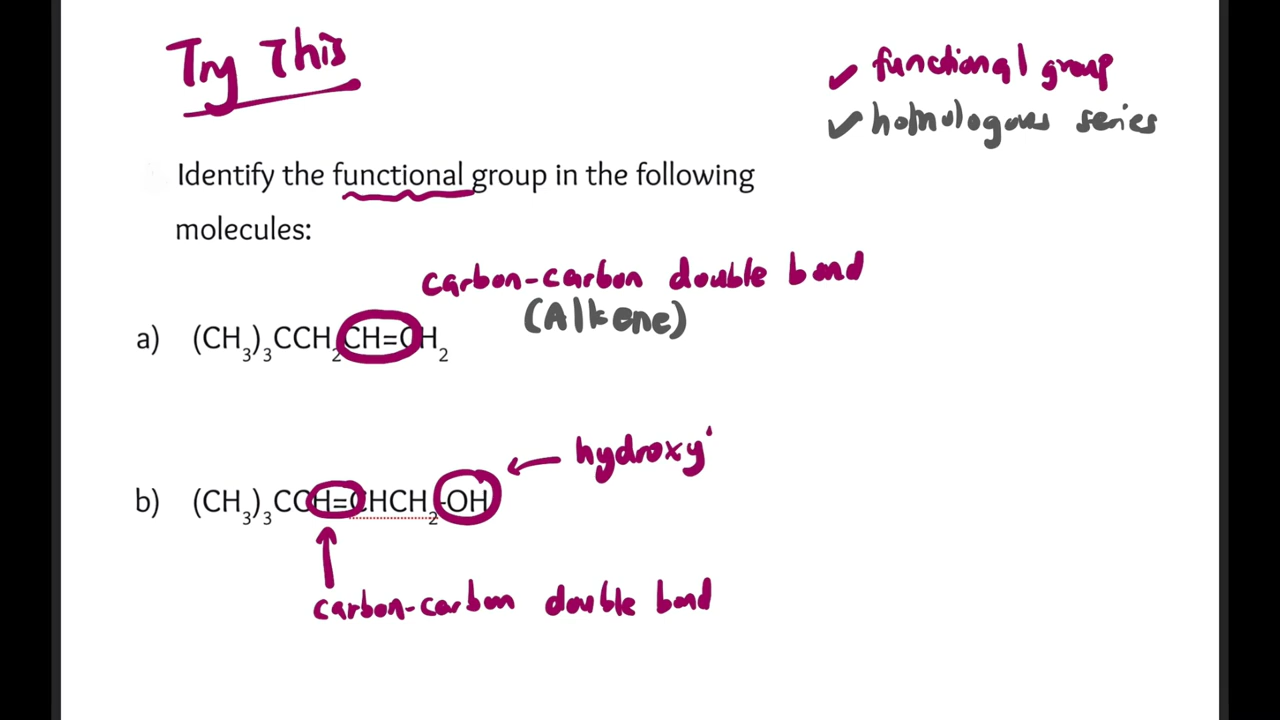 Try This
✓ functional group
✓ homologous series
Identify the functional group in the following
molecules:
carbon-carbon double bond
(Alkene)
a) (CH₃)₃CCH₂CH=CH₂
hydroxy
b) (CH₃)₃CCH=CHCH₂-OH
carbon-carbon double bond